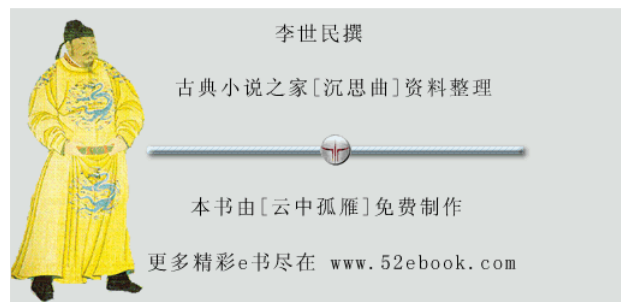 李世民撰
古典小说之家[沉思曲]资料整理
本书由[云中孤雁]免费制作
更多精彩e书尽在 www.52ebook.com